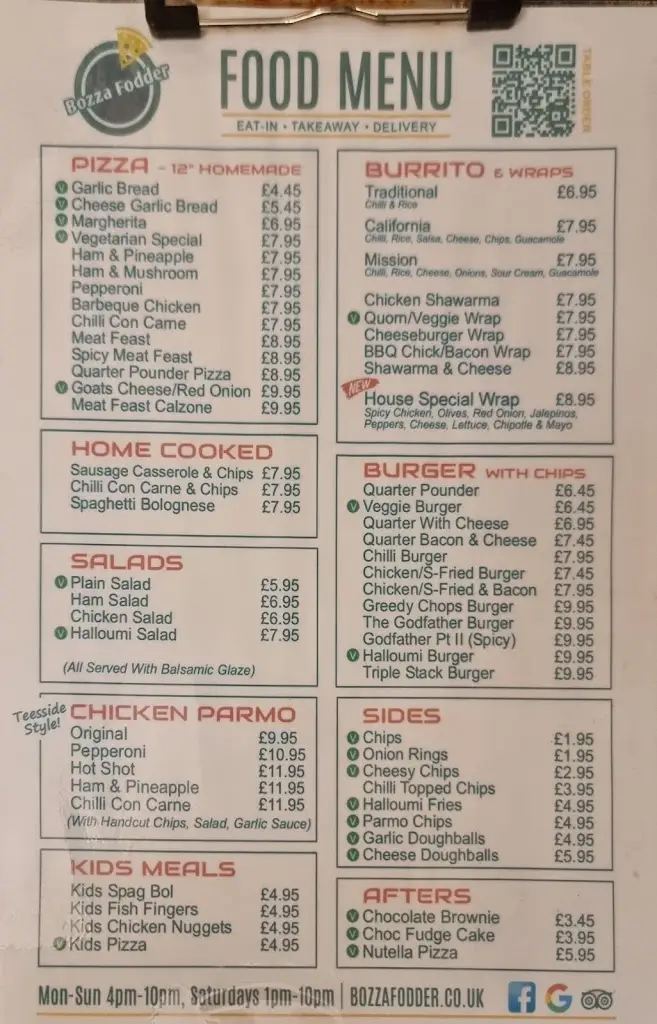 Bozza Fodder
FOOD MENU
EAT-IN • TAKEAWAY • DELIVERY
TABLE ORDER
PIZZA - 12" HOMEMADE
V Garlic Bread £4.45
V Cheese Garlic Bread £5.45
V Margherita £6.95
V Vegetarian Special £7.95
Ham & Pineapple £7.95
Ham & Mushroom £7.95
Pepperoni £7.95
Barbeque Chicken £7.95
Chilli Con Carne £7.95
Meat Feast £8.95
Spicy Meat Feast £8.95
Quarter Pounder Pizza £8.95
V Goats Cheese/Red Onion £9.95
Meat Feast Calzone £9.95
HOME COOKED
Sausage Casserole & Chips £7.95
Chilli Con Carne & Chips £7.95
Spaghetti Bolognese £7.95
SALADS
V Plain Salad £5.95
Ham Salad £6.95
Chicken Salad £6.95
V Halloumi Salad £7.95
(All Served With Balsamic Glaze)
Teesside
Style!
CHICKEN PARMO
Original £9.95
Pepperoni £10.95
Hot Shot £11.95
Ham & Pineapple £11.95
Chilli Con Carne £11.95
(With Handcut Chips, Salad, Garlic Sauce)
KIDS MEALS
Kids Spag Bol £4.95
Kids Fish Fingers £4.95
Kids Chicken Nuggets £4.95
V Kids Pizza £4.95
BURRITO & WRAPS
Traditional £6.95
Chilli & Rice
California £7.95
Chilli, Rice, Salsa, Cheese, Chips, Guacamole
Mission £7.95
Chilli, Rice, Cheese, Onions, Sour Cream, Guacamole
Chicken Shawarma £7.95
V Quorn/Veggie Wrap £7.95
Cheeseburger Wrap £7.95
BBQ Chick/Bacon Wrap £7.95
Shawarma & Cheese £8.95
NEW
House Special Wrap £8.95
Spicy Chicken, Olives, Red Onion, Jalepinos,
Peppers, Cheese, Lettuce, Chipotle & Mayo
BURGER WITH CHIPS
Quarter Pounder £6.45
V Veggie Burger £6.45
Quarter With Cheese £6.95
Quarter Bacon & Cheese £7.45
Chilli Burger £7.95
Chicken/S-Fried Burger £7.45
Chicken/S-Fried & Bacon £7.95
Greedy Chops Burger £9.95
The Godfather Burger £9.95
Godfather Pt II (Spicy) £9.95
V Halloumi Burger £9.95
Triple Stack Burger £9.95
SIDES
V Chips £1.95
V Onion Rings £1.95
V Cheesy Chips £2.95
Chilli Topped Chips £3.95
V Halloumi Fries £4.95
V Parmo Chips £4.95
V Garlic Doughballs £4.95
V Cheese Doughballs £5.95
AFTERS
V Chocolate Brownie £3.45
V Choc Fudge Cake £3.95
V Nutella Pizza £5.95
Mon-Sun 4pm-10pm, Saturdays 1pm-10pm | BOZZAFODDER.CO.UK